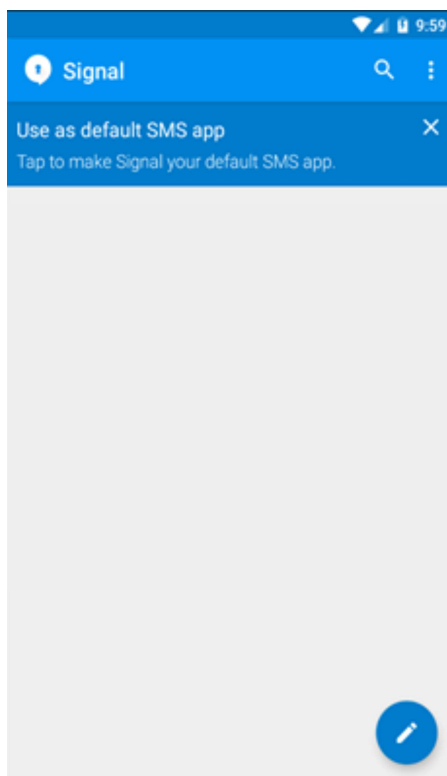 9:59
Signal
Use as default SMS app
Tap to make Signal your default SMS app.